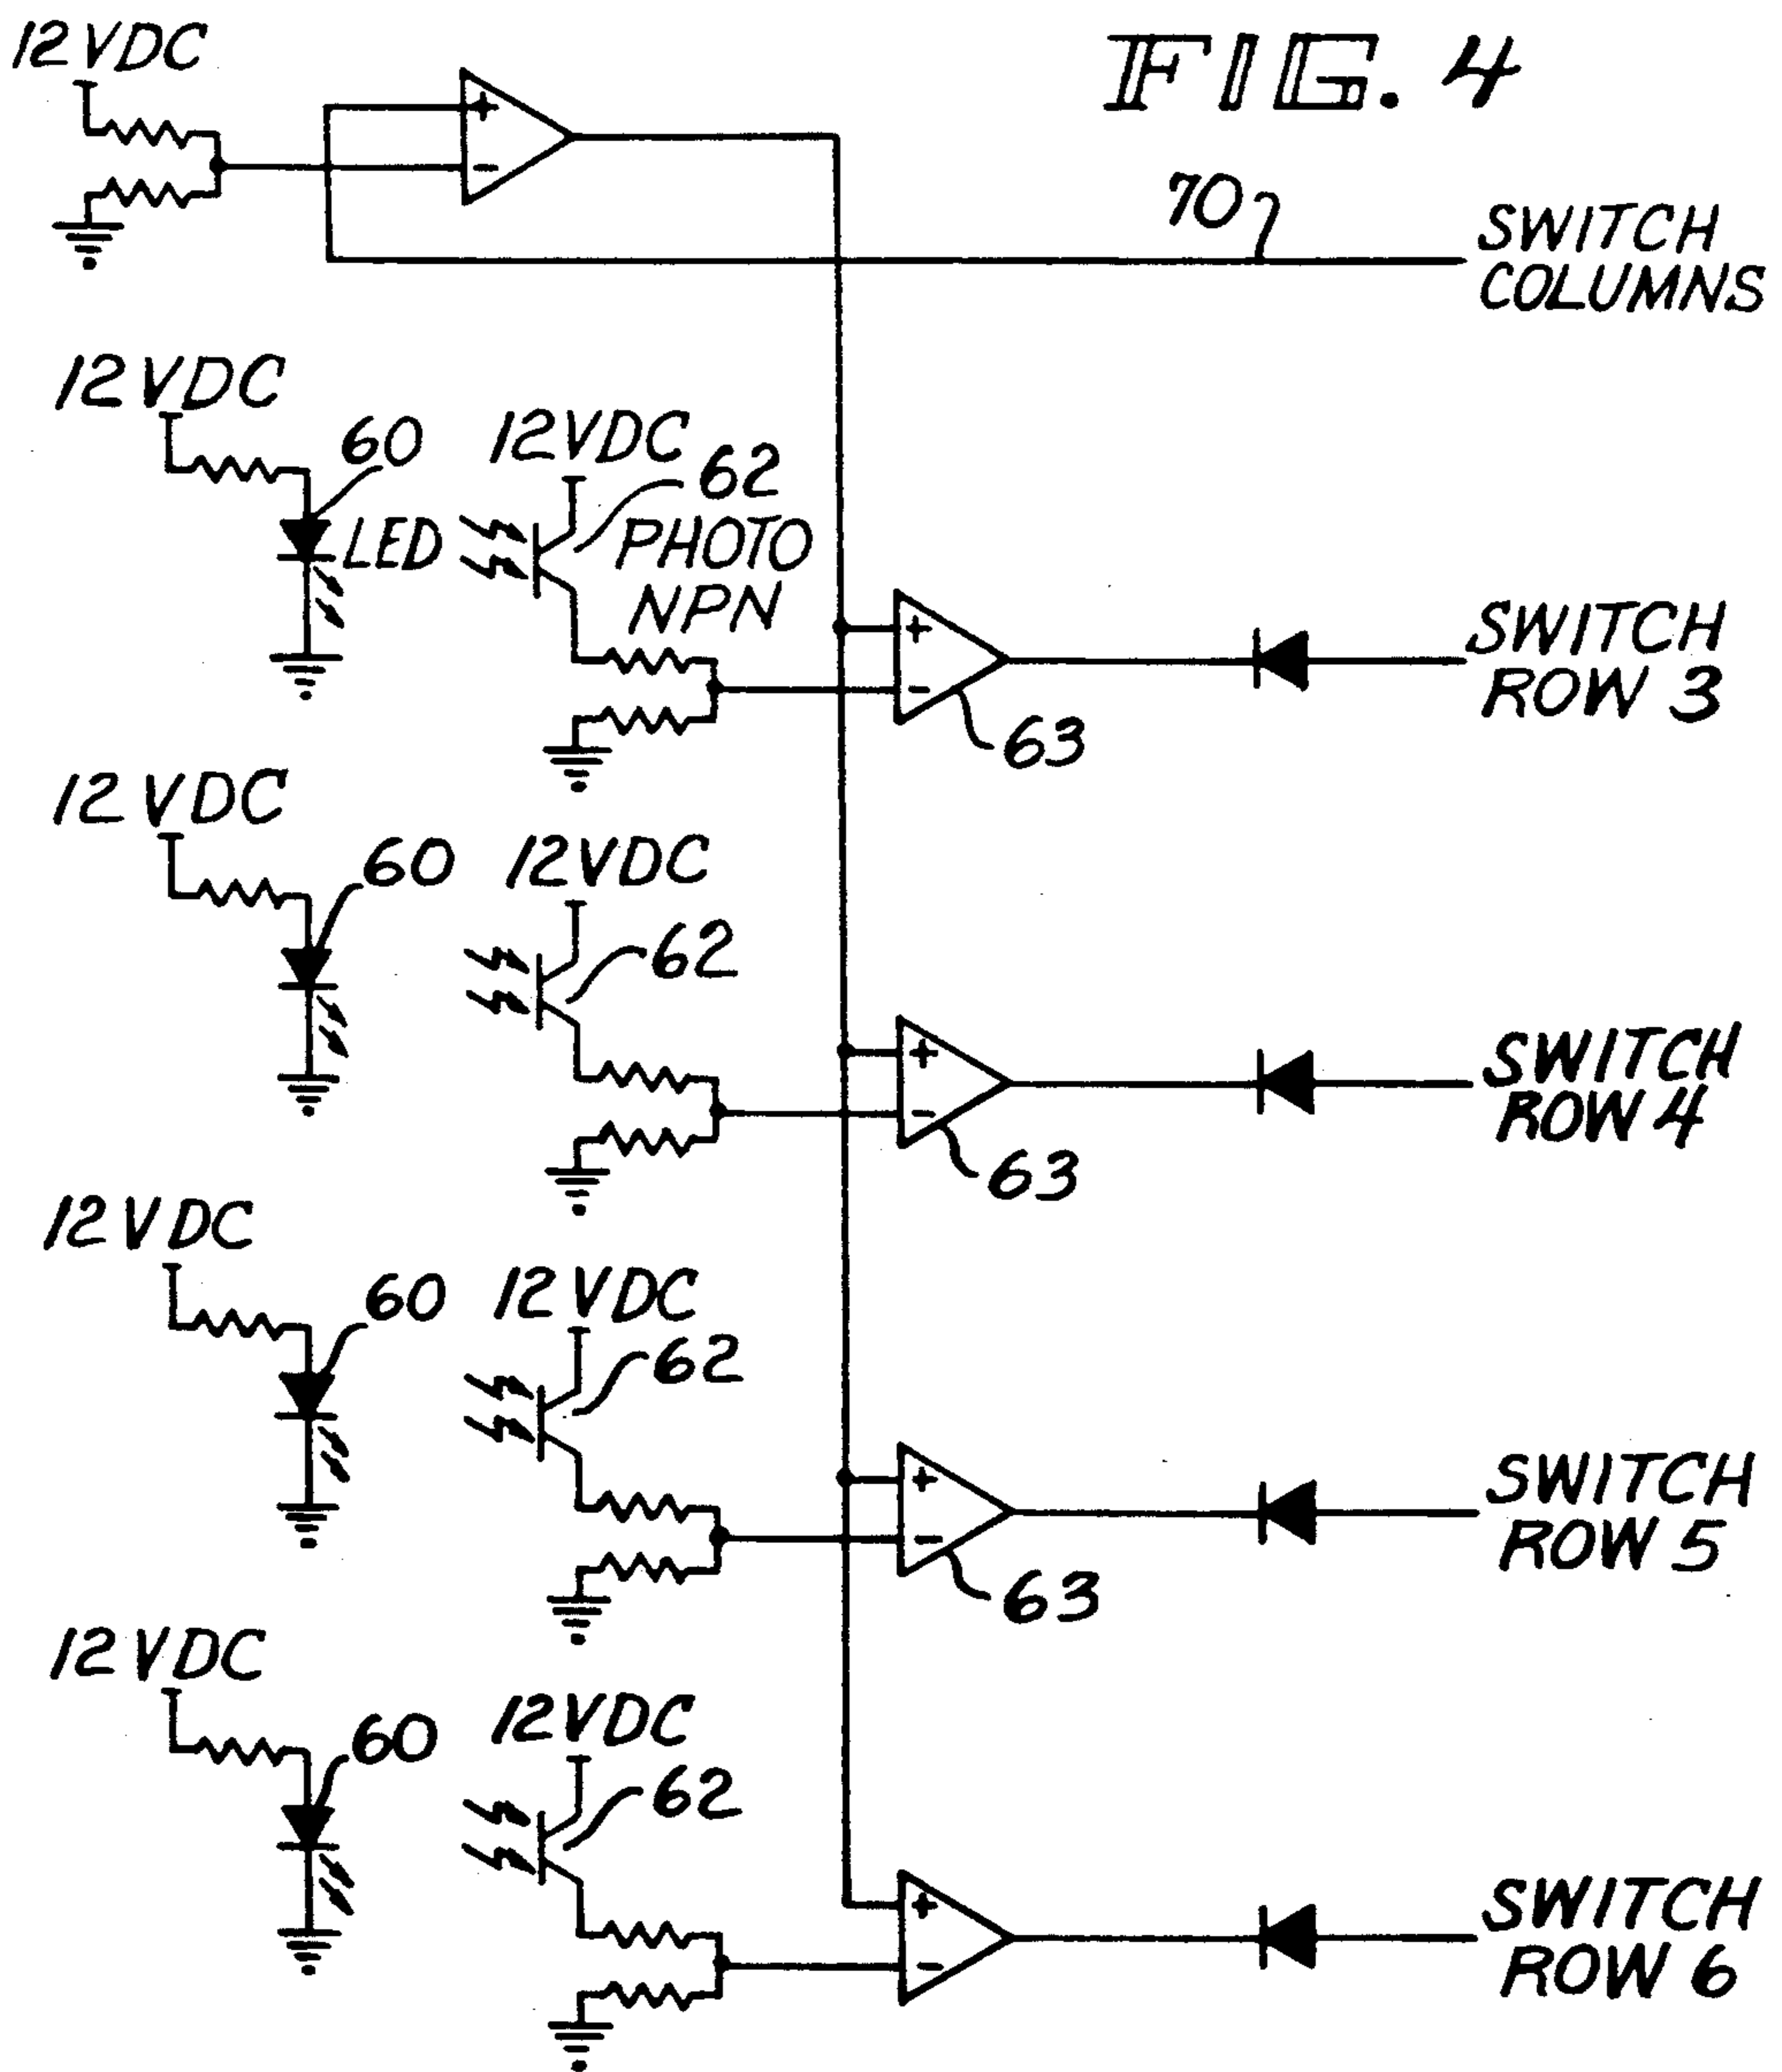 FIG. 4
12VDC
+
-
70
SWITCH
COLUMNS
12VDC
60
LED
12VDC
62
PHOTO
NPN
+
-
63
SWITCH
ROW 3
12VDC
60
12VDC
62
+
-
63
SWITCH
ROW 4
12VDC
60
12VDC
62
+
-
63
SWITCH
ROW 5
12VDC
60
12VDC
62
+
-
SWITCH
ROW 6